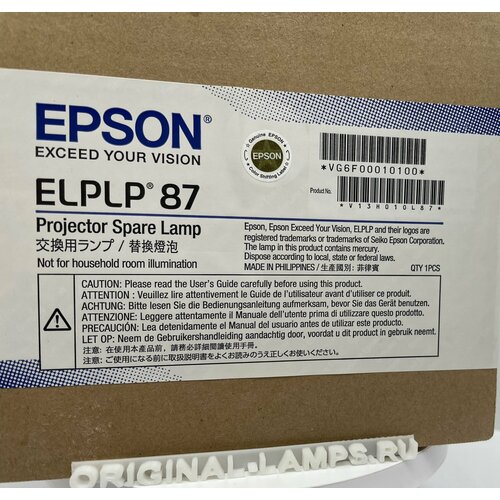 EPSON®
EXCEED YOUR VISION
Genuine EPSON
EPSON
Color Shifting
*VG6F00010100*
ELPLP® 87
Product No.
*V13H010L87*
Projector Spare Lamp
交換用ランプ / 替換燈泡
Not for household room illumination
Epson, Epson Exceed Your Vision, ELPLP and their logos are
registered trademarks or trademarks of Seiko Epson Corporation.
The lamp in this product contains mercury.
Dispose according to local, state or federal laws.
MADE IN PHILIPPINES / 生產國別：菲律賓 QTY 1PCS
CAUTION: Please read the User's Guide carefully before using this product.
ATTENTION : Veuillez lire attentivement le Manuel de l'utilisateur avant d'utiliser ce produit.
ACHTUNG: Bitte lesen Sie die Bedienungsanleitung aufmerksam, bevor Sie das Gerät benutzen.
ATTENZIONE: Leggere attentamente il Manuale dell'utente prima di utilizzare questo prodotto.
PRECAUCIÓN: Lea detenidamente el Manual del usuario antes de utilizar este producto.
LET OP: Neem de Gebruikershandleiding aandachtig door, voordat u dit product in gebruik neemt.
注意: 在使用本產品前，請務必詳細閱讀使用手冊。
注意: ご使用になる前に取扱説明書をよくお読みのうえ正しくお使いください。
ORIGINAL-LAMPS.RU